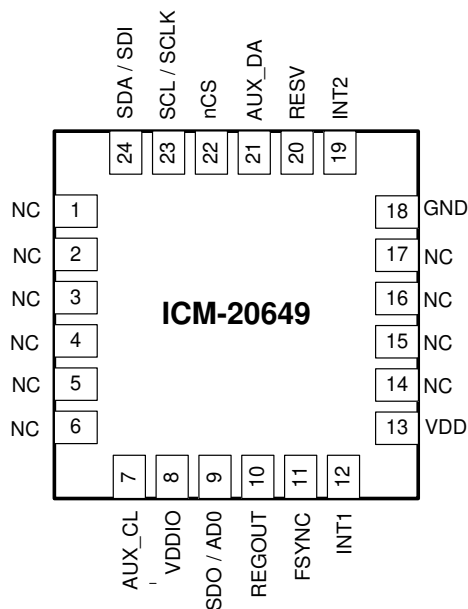 SDA / SDI
SCL / SCLK
nCS
AUX_DA
RESV
INT2
24
23
22
21
20
19
NC 1
NC 2
NC 3
NC 4
NC 5
NC 6
18 GND
17 NC
16 NC
15 NC
14 NC
13 VDD
ICM-20649
7
8
9
10
11
12
AUX_CL
VDDIO
SDO / AD0
REGOUT
FSYNC
INT1